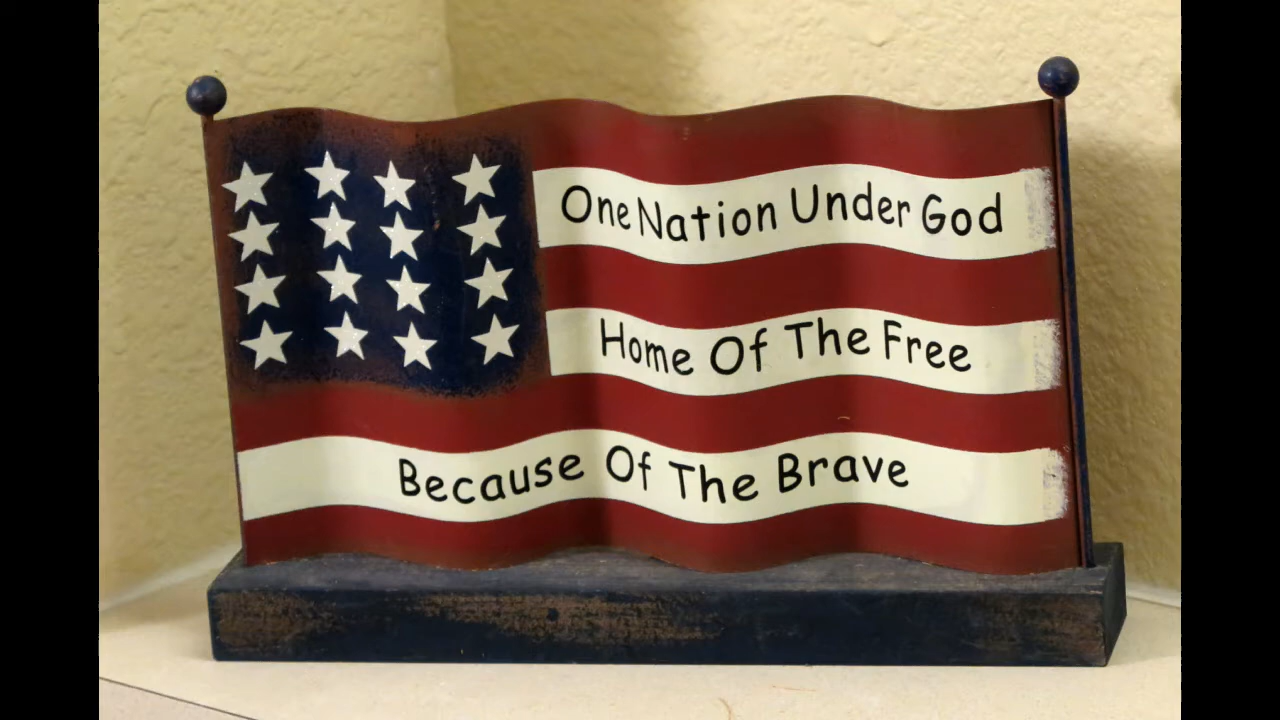 One Nation Under God
Home Of The Free
Because Of The Brave